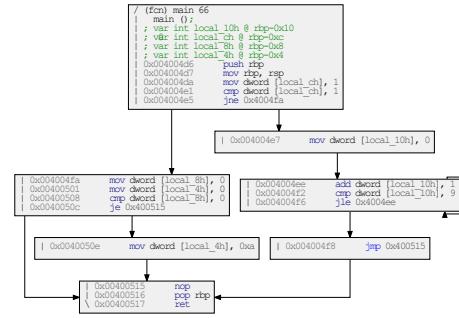 / (fcn) main 66
| main ();
| ; var int local_10h @ rbp-0x10
| ; var int local_ch @ rbp-0xc
| ; var int local_8h @ rbp-0x8
| ; var int local_4h @ rbp-0x4
| 0x004004d6 push rbp
| 0x004004d7 mov rbp, rsp
| 0x004004da mov dword [local_ch], 1
| 0x004004e1 cmp dword [local_ch], 1
| 0x004004e5 jne 0x4004fa
| 0x004004e7 mov dword [local_10h], 0
| 0x004004fa mov dword [local_8h], 0
| 0x00400501 mov dword [local_4h], 0
| 0x00400508 cmp dword [local_8h], 0
| 0x0040050c je 0x400515
| 0x004004ee add dword [local_10h], 1
| 0x004004f2 cmp dword [local_10h], 9
| 0x004004f6 jle 0x4004ee
| 0x0040050e mov dword [local_4h], 0xa
| 0x004004f8 jmp 0x400515
| 0x00400515 nop
| 0x00400516 pop rbp
\ 0x00400517 ret